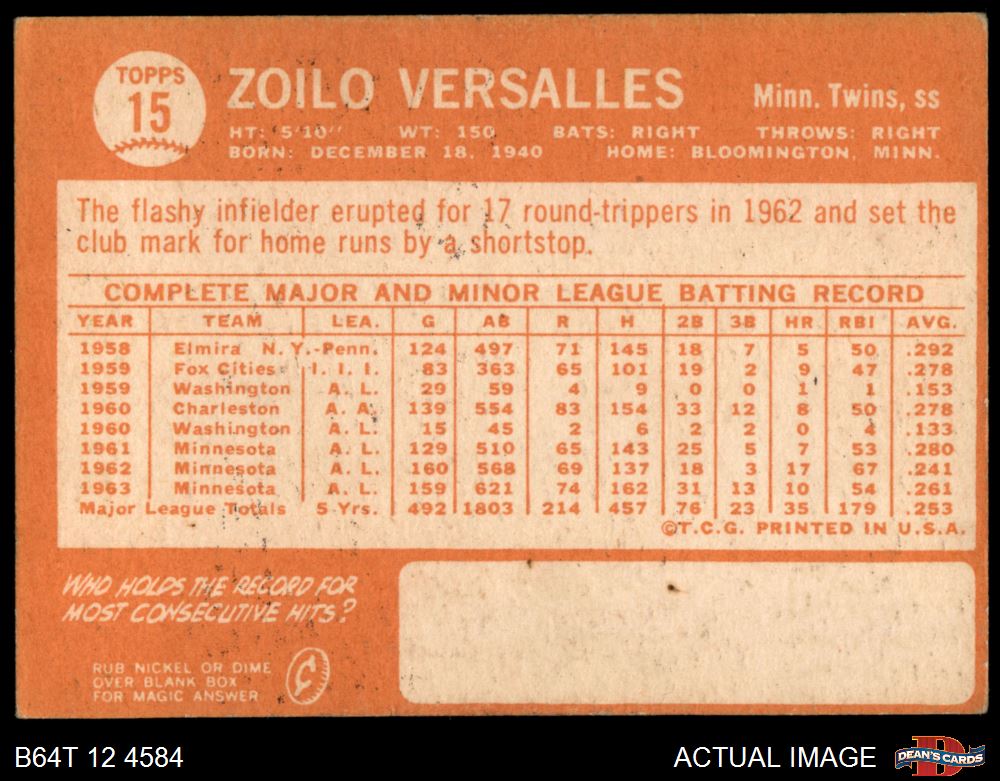 TOPPS
15
ZOILO VERSALLES
Minn. Twins, ss
HT: 5'10" WT: 150 BATS: RIGHT THROWS: RIGHT
BORN: DECEMBER 18, 1940 HOME: BLOOMINGTON, MINN.
The flashy infielder erupted for 17 round-trippers in 1962 and set the
club mark for home runs by a shortstop.
COMPLETE MAJOR AND MINOR LEAGUE BATTING RECORD
YEAR TEAM LEA. G AB R H 2B 3B HR RBI AVG.
1958 Elmira N. Y.-Penn. 124 497 71 145 18 7 5 50 .292
1959 Fox Cities I. I. I. 83 363 65 101 19 2 9 47 .278
1959 Washington A. L. 29 59 4 9 0 0 1 1 .153
1960 Charleston A. A. 139 554 83 154 33 12 8 50 .278
1960 Washington A. L. 15 45 2 6 2 2 0 4 .133
1961 Minnesota A. L. 129 510 65 143 25 5 7 53 .280
1962 Minnesota A. L. 160 568 69 137 18 3 17 67 .241
1963 Minnesota A. L. 159 621 74 162 31 13 10 54 .261
Major League Totals 5 Yrs. 492 1803 214 457 76 23 35 179 .253
©T.C.G. PRINTED IN U.S.A.
WHO HOLDS THE RECORD FOR
MOST CONSECUTIVE HITS?
RUB NICKEL OR DIME
OVER BLANK BOX
FOR MAGIC ANSWER
¢
B64T 12 4584
ACTUAL IMAGE
D
DEAN'S CARDS